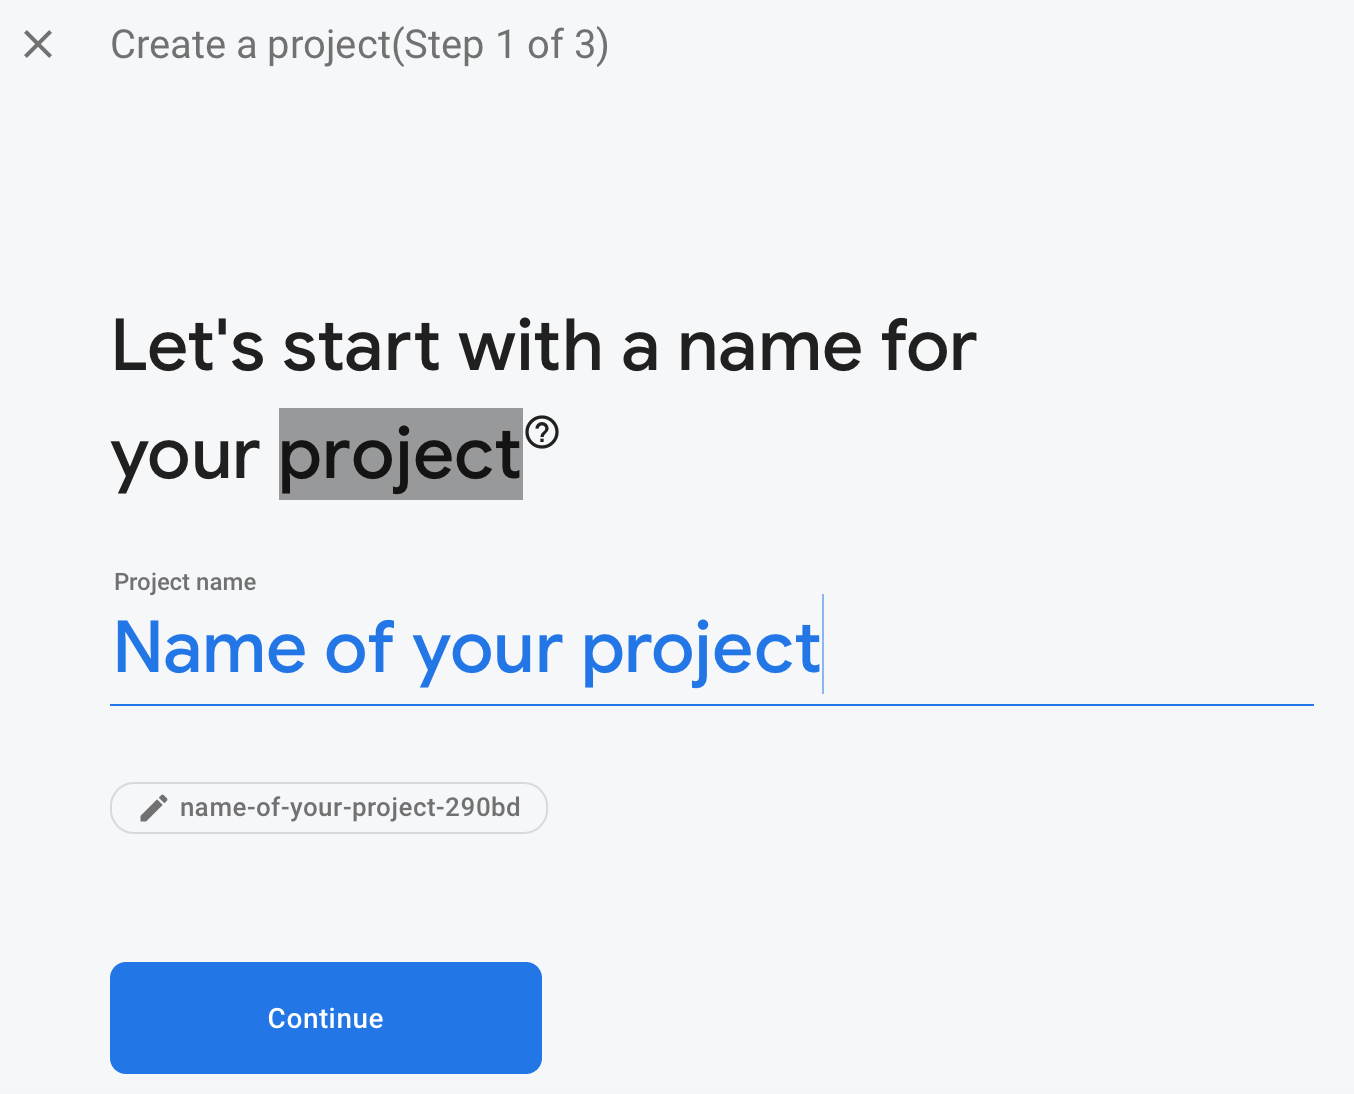 Create a project(Step 1 of 3)
Let's start with a name for
your project
Project name
Name of your project
name-of-your-project-290bd
Continue